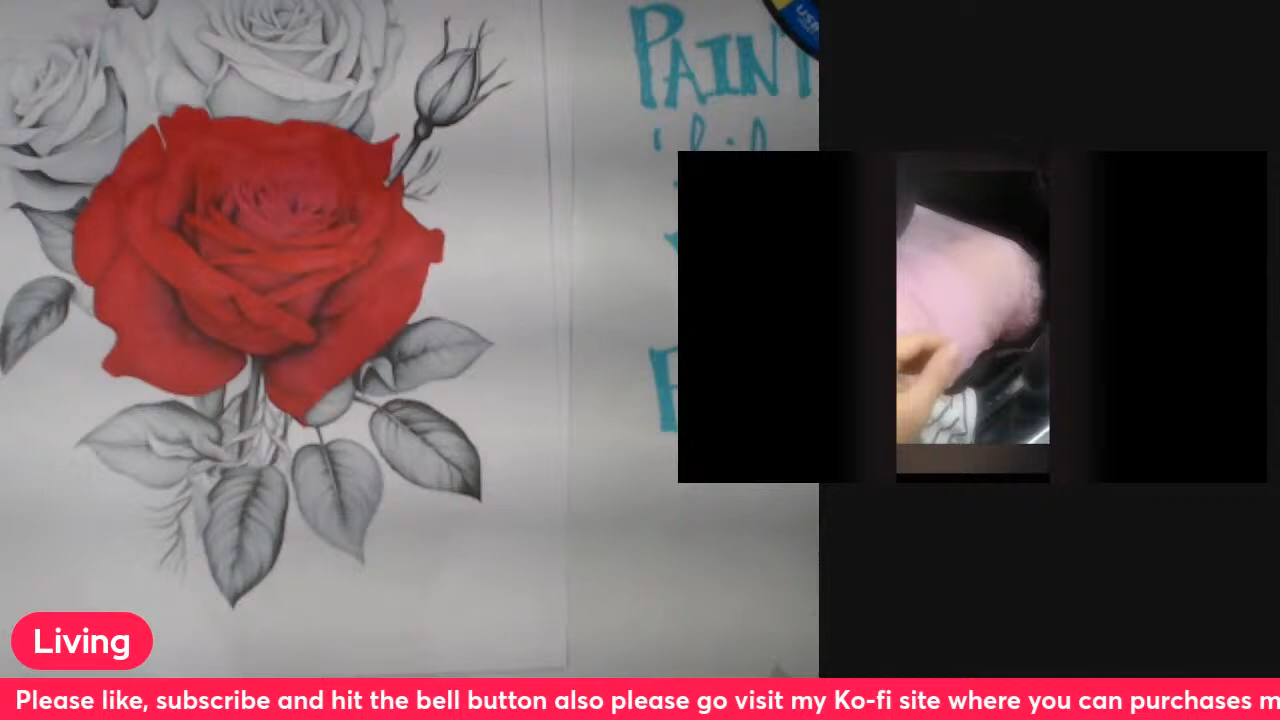 PAINT
Living
Please like, subscribe and hit the bell button also please go visit my Ko-fi site where you can purchases m